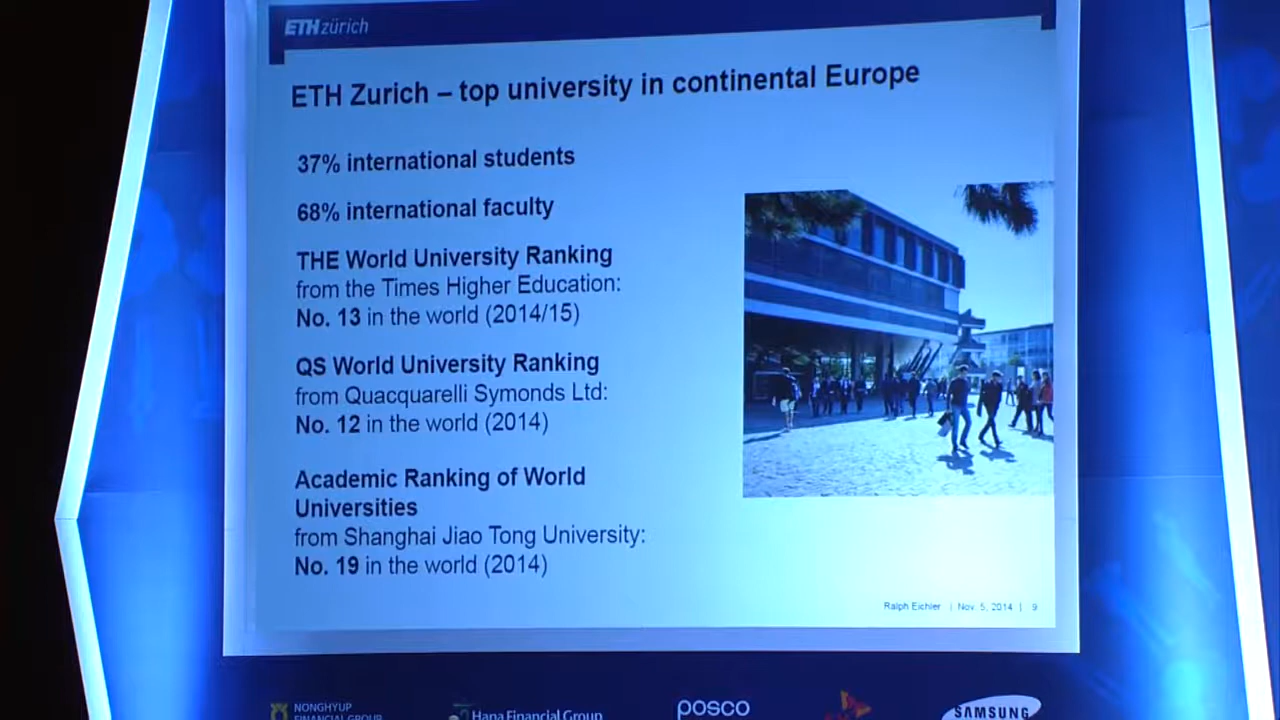 ETH zürich
ETH Zurich – top university in continental Europe
37% international students
68% international faculty
THE World University Ranking
from the Times Higher Education:
No. 13 in the world (2014/15)
QS World University Ranking
from Quacquarelli Symonds Ltd:
No. 12 in the world (2014)
Academic Ranking of World
Universities
from Shanghai Jiao Tong University:
No. 19 in the world (2014)
Ralph Eichler | Nov. 5, 2014 | 9
NONGHYUP
FINANCIAL GROUP
Hana Financial Group
posco
SAMSUNG